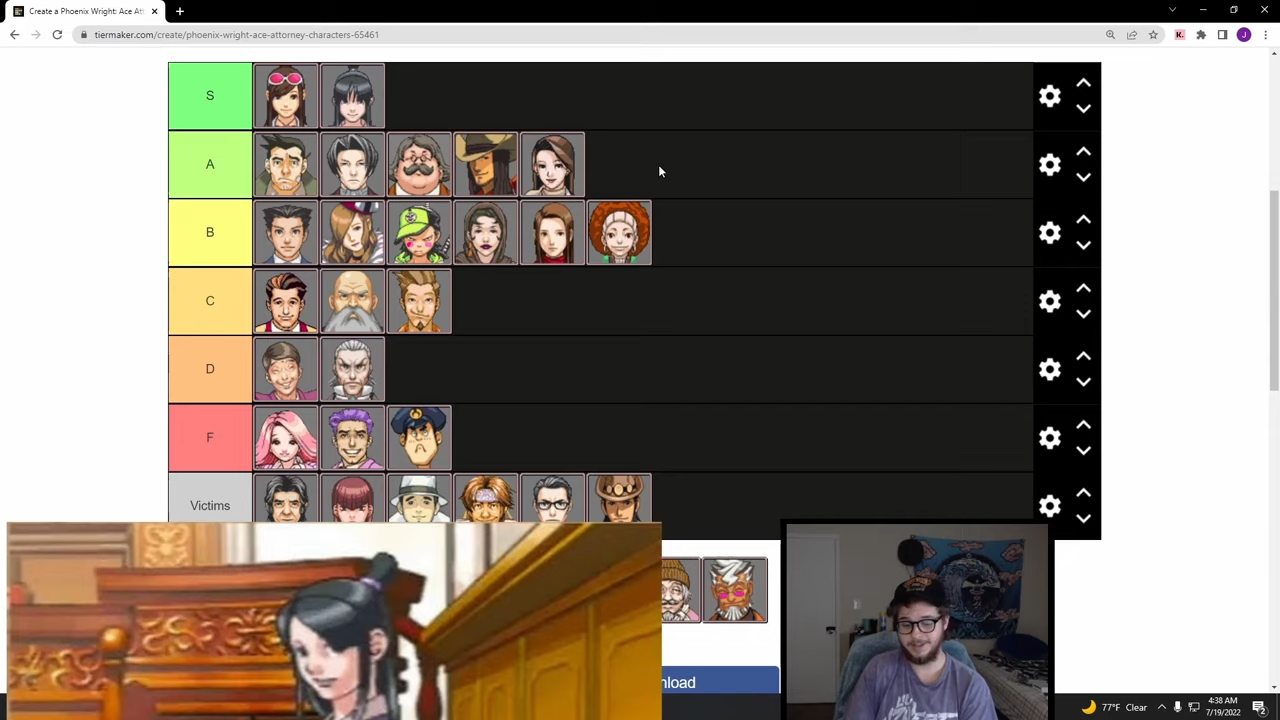 Create a Phoenix Wright: Ace Att
tiermaker.com/create/phoenix-wright-ace-attorney-characters-65461
K
J
S
A
B
C
D
F
Victims
nload
77°F Clear
4:38 AM
7/19/2022
2